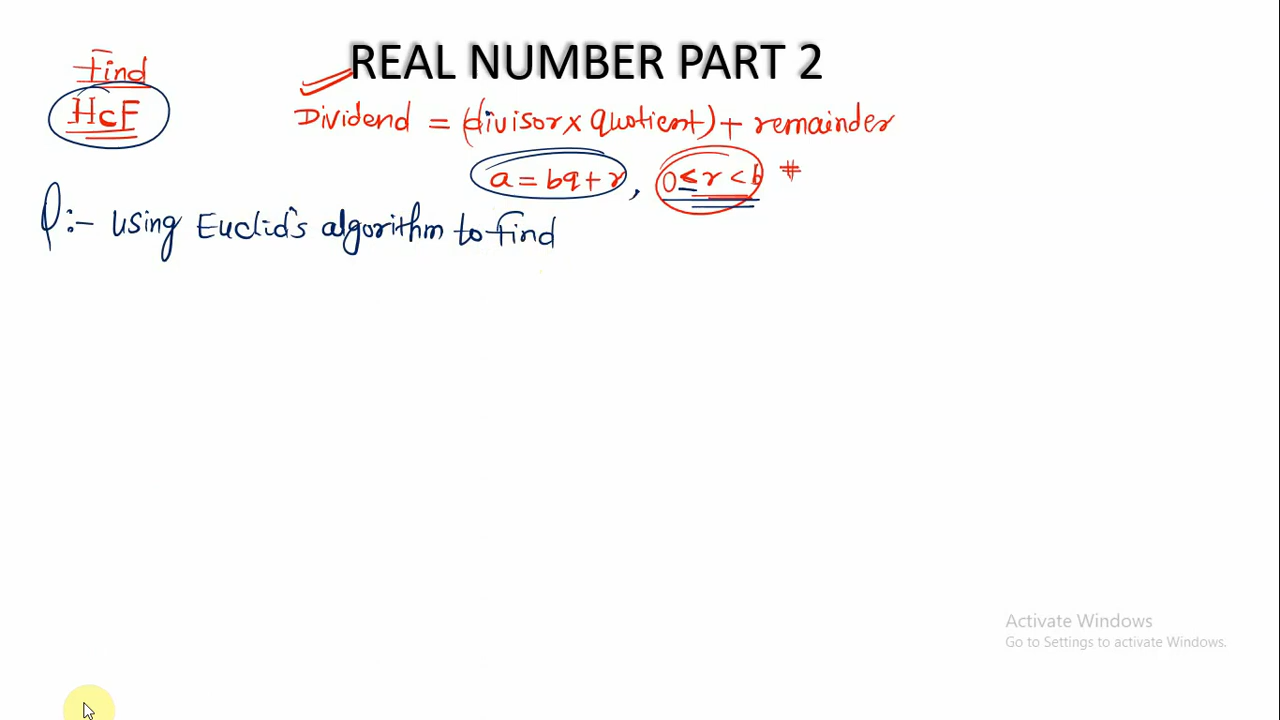 REAL NUMBER PART 2
Find
HCF
Dividend = (divisor x quotient) + remainder
a = bq + r , 0 ≤ r < b #
Q:- Using Euclid's algorithm to find
Activate Windows
Go to Settings to activate Windows.